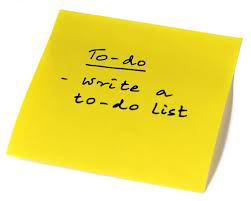 To-do
- write a
to-do list